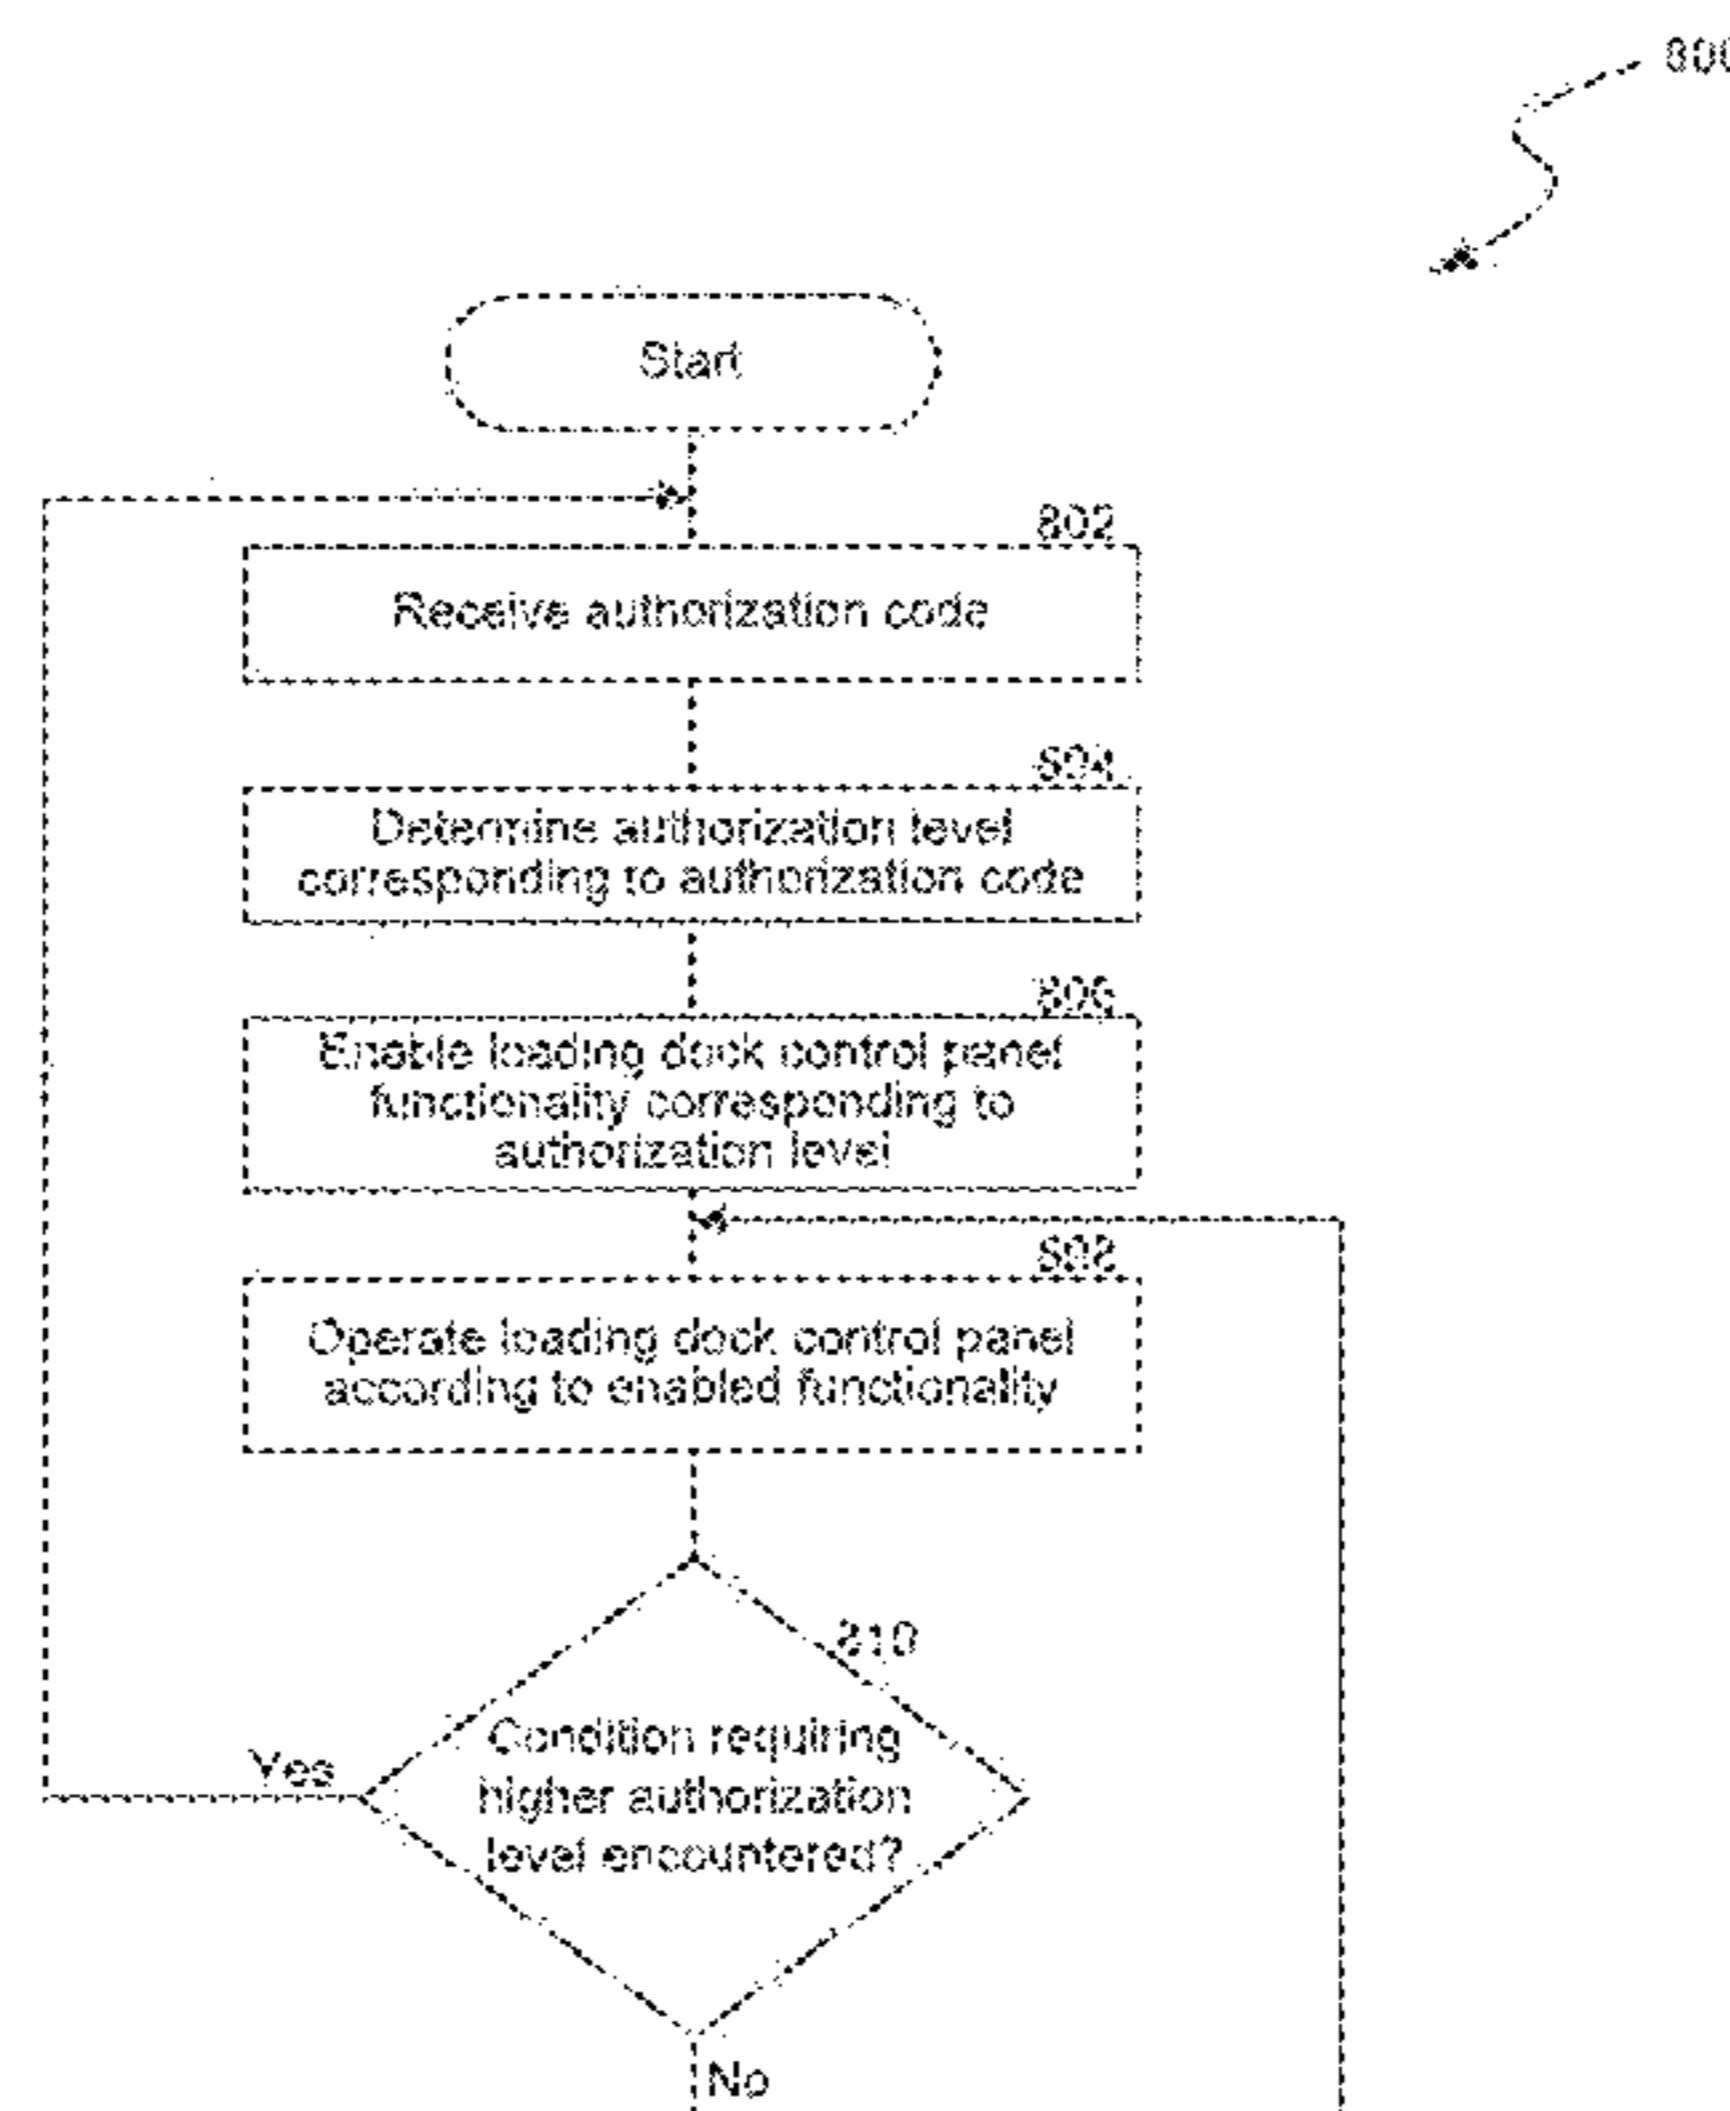 800
Start
802
Receive authorization code
804
Determine authorization level
corresponding to authorization code
806
Enable loading dock control panel
functionality corresponding to
authorization level
808
Operate loading dock control panel
according to enabled functionality
810
Condition requiring
higher authorization
level encountered?
Yes
No